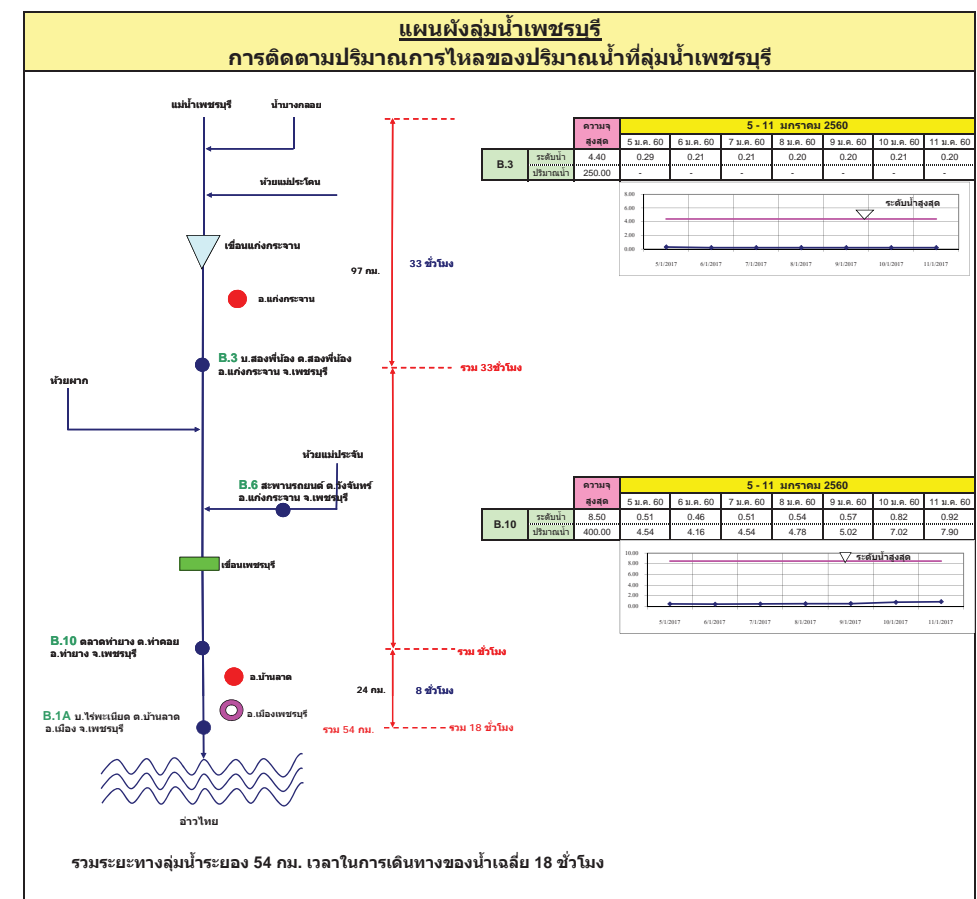 แผนผังลุ่มน้ำเพชรบุรี
การติดตามปริมาณการไหลของปริมาณน้ำที่ลุ่มน้ำเพชรบุรี
แม่น้ำเพชรบุรี
น้ำบางกลอย
ห้วยแม่ประโดน
เขื่อนแก่งกระจาน
97 กม.
33 ชั่วโมง
อ.แก่งกระจาน
B.3 บ.สองพี่น้อง ต.สองพี่น้อง
อ.แก่งกระจาน จ.เพชรบุรี
รวม 33ชั่วโมง
ห้วยผาก
ห้วยแม่ประจัน
B.6 สะพานรถยนต์ ต.วังจันทร์
อ.แก่งกระจาน จ.เพชรบุรี
เขื่อนเพชรบุรี
B.10 ตลาดท่ายาง ต.ท่าคอย
อ.ท่ายาง จ.เพชรบุรี
รวม ชั่วโมง
อ.บ้านลาด
24 กม.
8 ชั่วโมง
อ.เมืองเพชรบุรี
B.1A บ.ไร่พะเนียด ต.บ้านลาด
อ.เมือง จ.เพชรบุรี
รวม 54 กม.
รวม 18 ชั่วโมง
อ่าวไทย
รวมระยะทางลุ่มน้ำระยอง 54 กม. เวลาในการเดินทางของน้ำเฉลี่ย 18 ชั่วโมง
ความจุ 5 - 11 มกราคม 2560
สูงสุด 5 ม.ค. 60 6 ม.ค. 60 7 ม.ค. 60 8 ม.ค. 60 9 ม.ค. 60 10 ม.ค. 60 11 ม.ค. 60
B.3
ระดับน้ำ 4.40 0.29 0.21 0.21 0.20 0.20 0.21 0.20
ปริมาณน้ำ 250.00 - - - - - - -
ระดับน้ำสูงสุด
8.00
6.00
4.00
2.00
0.00
5/1/2017 6/1/2017 7/1/2017 8/1/2017 9/1/2017 10/1/2017 11/1/2017
ความจุ 5 - 11 มกราคม 2560
สูงสุด 5 ม.ค. 60 6 ม.ค. 60 7 ม.ค. 60 8 ม.ค. 60 9 ม.ค. 60 10 ม.ค. 60 11 ม.ค. 60
B.10
ระดับน้ำ 8.50 0.51 0.46 0.51 0.54 0.57 0.82 0.92
ปริมาณน้ำ 400.00 4.54 4.16 4.54 4.78 5.02 7.02 7.90
ระดับน้ำสูงสุด
10.00
8.00
6.00
4.00
2.00
0.00
5/1/2017 6/1/2017 7/1/2017 8/1/2017 9/1/2017 10/1/2017 11/1/2017